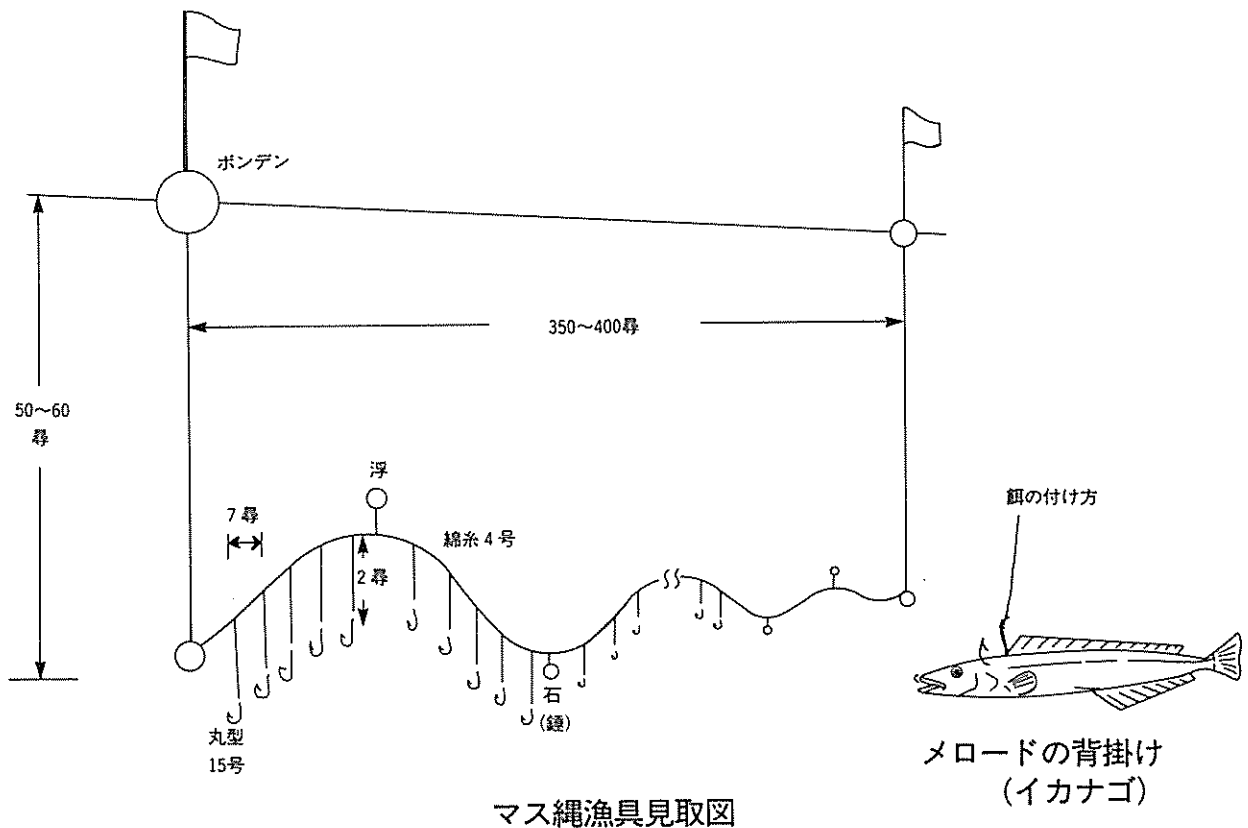 ボンデン
350～400尋
50～60
尋
浮
7尋
綿糸4号
2尋
餌の付け方
石
(錘)
丸型
15号
メロードの背掛け
(イカナゴ)
マス縄漁具見取図